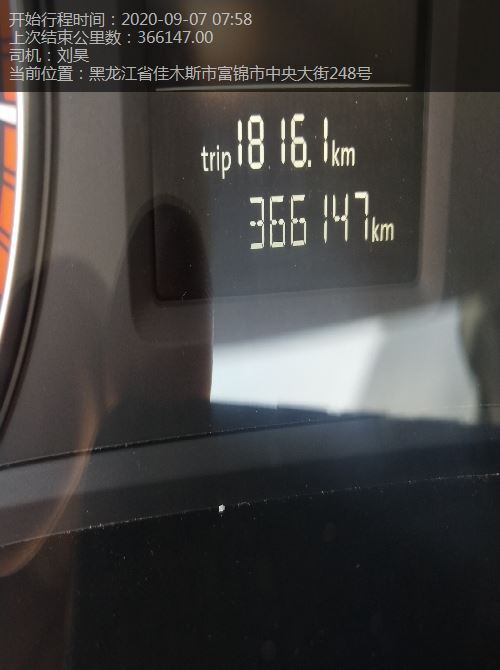 开始行程时间：2020-09-07 07:58
上次结束公里数：366147.00
司机：刘昊
当前位置：黑龙江省佳木斯市富锦市中央大街248号
trip 1816.1 km
366147 km